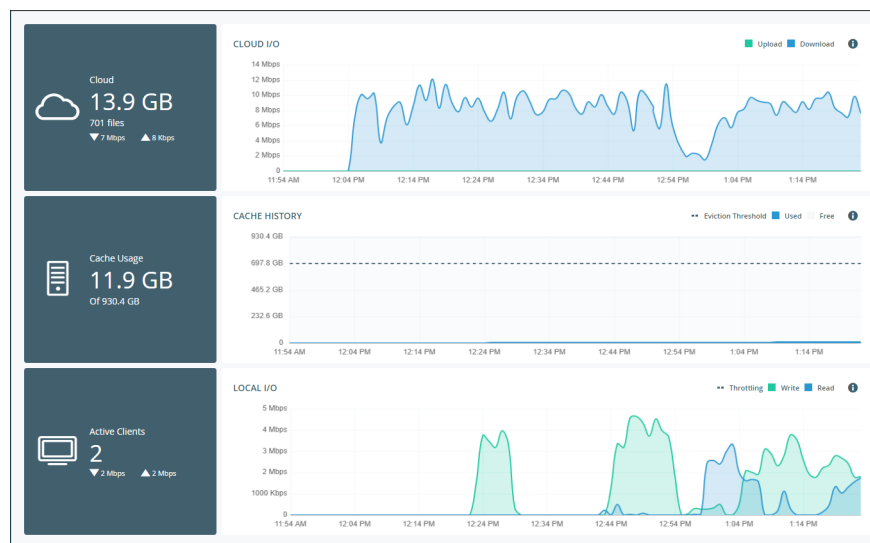 Cloud
13.9 GB
701 files
7 Mbps 8 Kbps
CLOUD I/O
Upload Download
14 Mbps
12 Mbps
10 Mbps
8 Mbps
6 Mbps
4 Mbps
2 Mbps
0
11:54 AM 12:04 PM 12:14 PM 12:24 PM 12:34 PM 12:44 PM 12:54 PM 1:04 PM 1:14 PM
Cache Usage
11.9 GB
Of 930.4 GB
CACHE HISTORY
Eviction Threshold Used Free
930.4 GB
697.8 GB
465.2 GB
232.6 GB
0
11:54 AM 12:04 PM 12:14 PM 12:24 PM 12:34 PM 12:44 PM 12:54 PM 1:04 PM 1:14 PM
Active Clients
2
2 Mbps 2 Mbps
LOCAL I/O
Throttling Write Read
5 Mbps
4 Mbps
3 Mbps
2 Mbps
1000 Kbps
0
11:54 AM 12:04 PM 12:14 PM 12:24 PM 12:34 PM 12:44 PM 12:54 PM 1:04 PM 1:14 PM